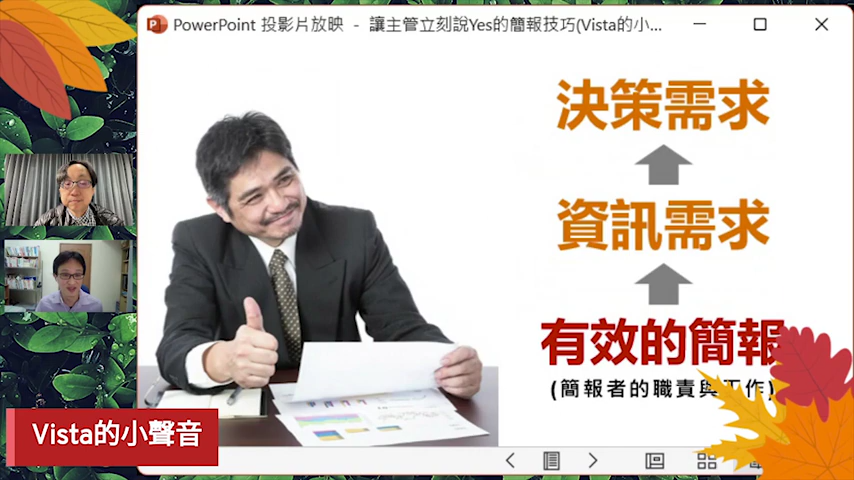 PowerPoint 投影片放映 - 讓主管立刻說Yes的簡報技巧(Vista的小...
決策需求
資訊需求
有效的簡報
(簡報者的職責與工作)
Vista的小聲音